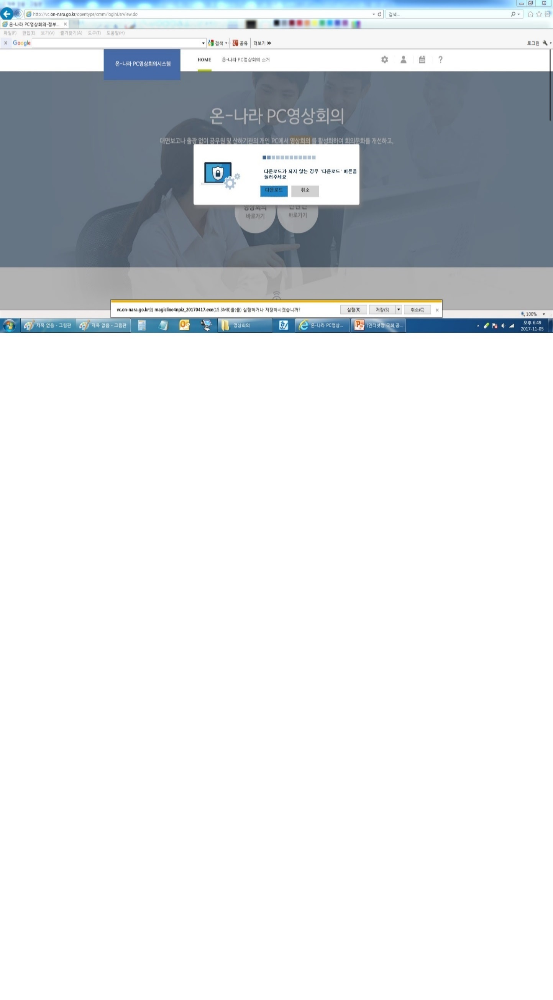 http://vc.on-nara.go.kr/opentype/cmm/loginUsrView.do
검색...
온-나라 PC영상회의-정부...
파일(F) 편집(E) 보기(V) 즐겨찾기(A) 도구(T) 도움말(H)
x Google 검색 공유 더보기 » 로그인
온-나라 PC영상회의시스템
HOME 온-나라 PC영상회의 소개
온-나라 PC영상회의
대면보고나 출장 없이 공무원 및 산하기관의 개인 PC에서 영상회의 를 활성화하여 회의문화를 개선하고,
다운로드가 되지 않는 경우 '다운로드' 버튼을
눌러주세요
다운로드 취소
영상회의
바로가기 바로가기
vc.on-nara.go.kr의 magicline4npiz_20170417.exe(15.3MB)을(를) 실행하거나 저장하시겠습니까? 실행(R) 저장(S) 취소(C) ×
100%
제목 없음 - 그림판 제목 없음 - 그림판 영상회의 온-나라 PC영상... (인터넷망 국회,공... 오후 6:49
2017-11-05